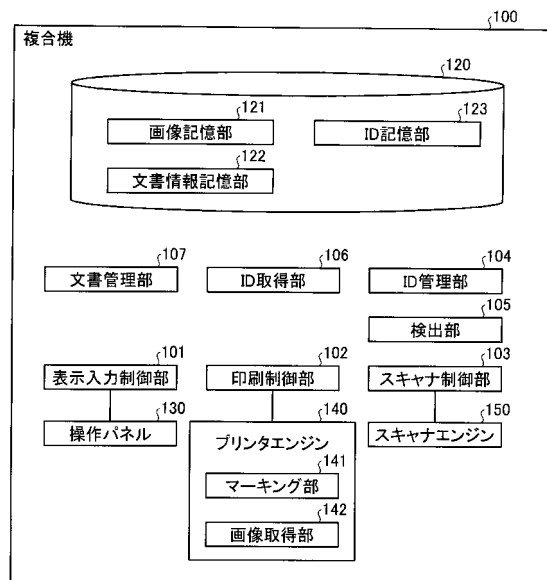 100
複合機
120
121
画像記憶部
123
ID記憶部
122
文書情報記憶部
107
文書管理部
106
ID取得部
104
ID管理部
105
検出部
101
表示入力制御部
102
印刷制御部
103
スキャナ制御部
130
操作パネル
140
プリンタエンジン
150
スキャナエンジン
141
マーキング部
142
画像取得部